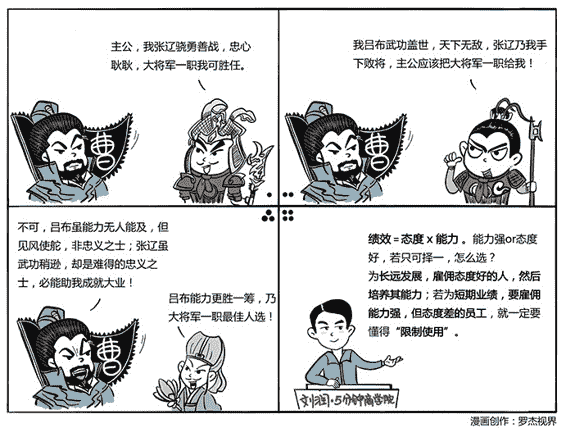 主公，我张辽骁勇善战，忠心
耿耿，大将军一职我可胜任。
曹
我吕布武功盖世，天下无敌，张辽乃我手
下败将，主公应该把大将军一职给我！
曹
不可，吕布虽能力无人能及，但
见风使舵，非忠义之士；张辽虽
武功稍逊，却是难得的忠义之
士，必能助我成就大业！
曹
吕布能力更胜一筹，乃
大将军一职最佳人选！
绩效＝态度 x 能力 。能力强or态度
好，若只可择一，怎么选？
为长远发展，雇佣态度好的人，然后
培养其能力；若为短期业绩，要雇佣
能力强，但态度差的员工，就一定要
懂得“限制使用”。
刘润·5分钟商学院
漫画创作：罗杰视界